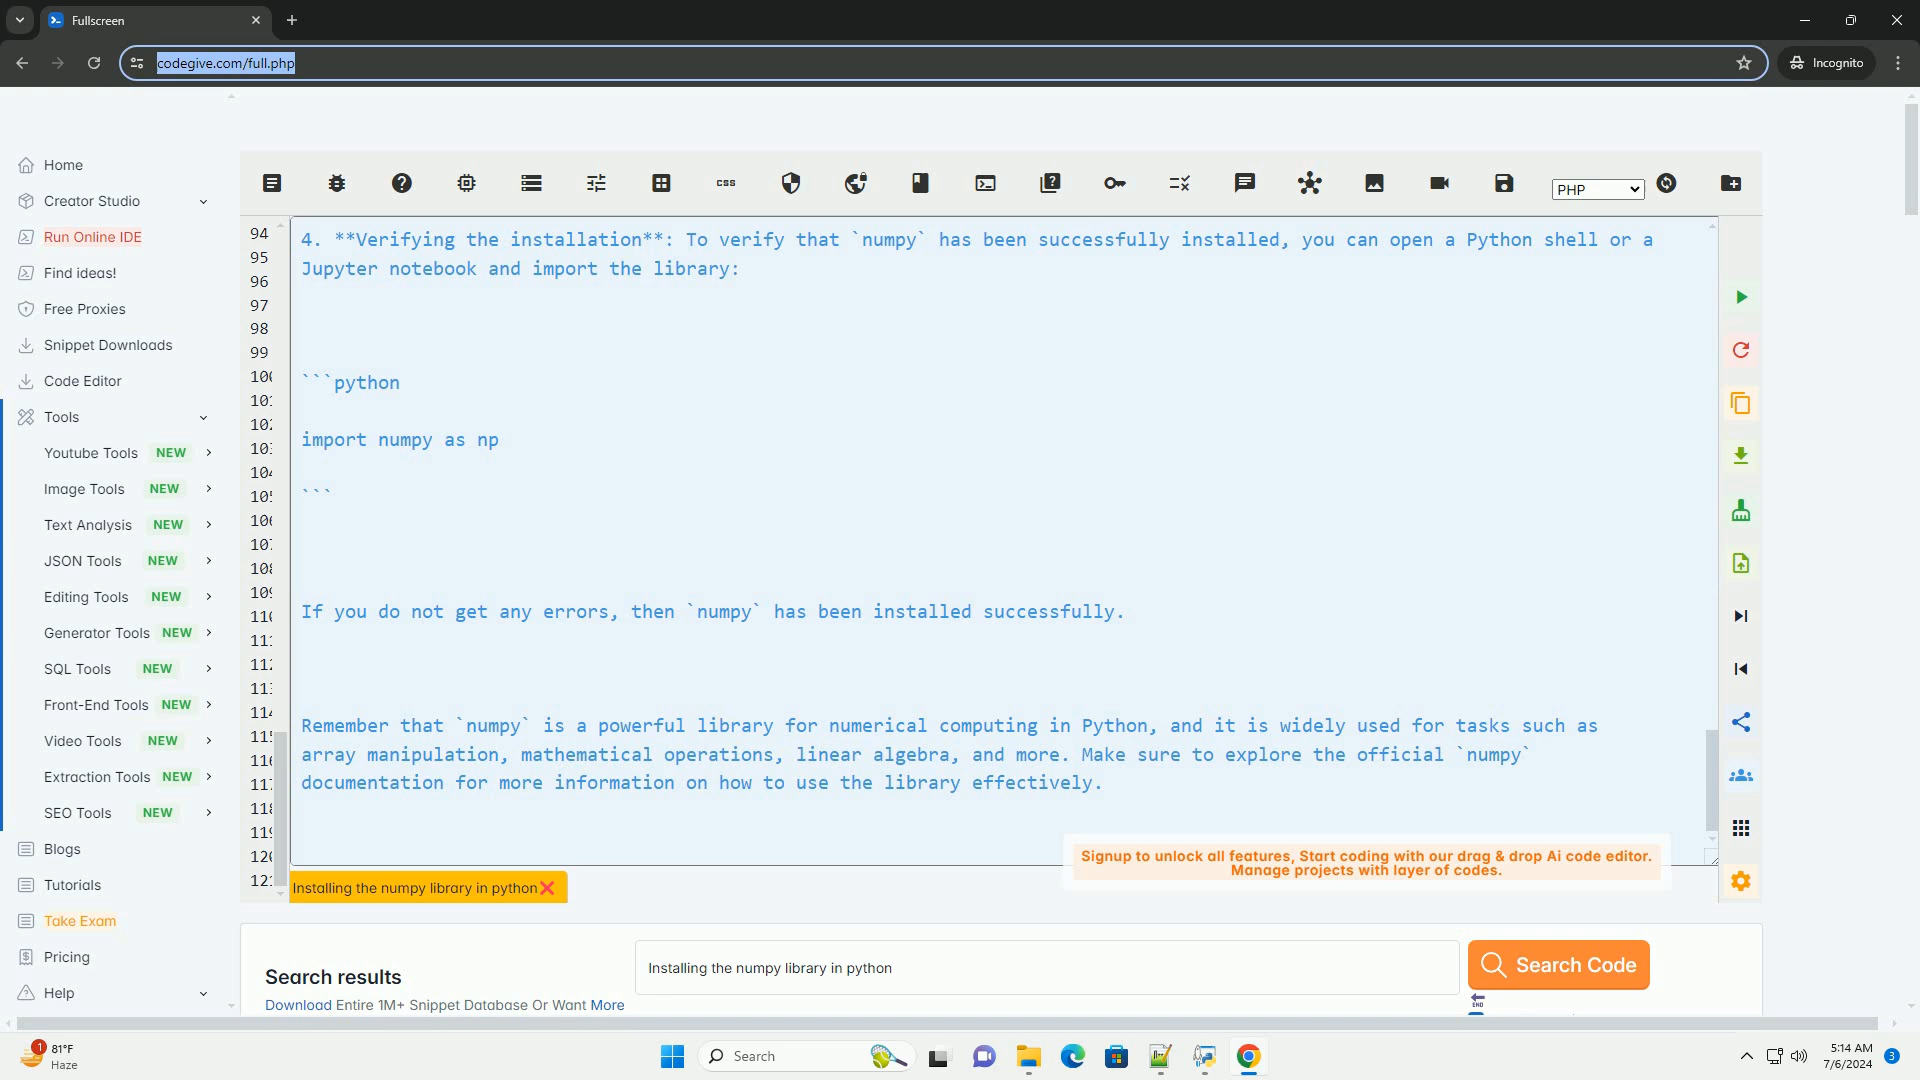 Fullscreen
codegive.com/full.php
Incognito
Home
Creator Studio
Run Online IDE
Find ideas!
Free Proxies
Snippet Downloads
Code Editor
Tools
Youtube Tools NEW
Image Tools NEW
Text Analysis NEW
JSON Tools NEW
Editing Tools NEW
Generator Tools NEW
SQL Tools NEW
Front-End Tools NEW
Video Tools NEW
Extraction Tools NEW
SEO Tools NEW
Blogs
Tutorials
Take Exam
Pricing
Help
css
PHP
94
95
96
97
98
99
4. **Verifying the installation**: To verify that `numpy` has been successfully installed, you can open a Python shell or a
Jupyter notebook and import the library:
```python
import numpy as np
```
If you do not get any errors, then `numpy` has been installed successfully.
Remember that `numpy` is a powerful library for numerical computing in Python, and it is widely used for tasks such as
array manipulation, mathematical operations, linear algebra, and more. Make sure to explore the official `numpy`
documentation for more information on how to use the library effectively.
Signup to unlock all features, Start coding with our drag & drop Ai code editor.
Manage projects with layer of codes.
Installing the numpy library in python
Search results
Download Entire 1M+ Snippet Database Or Want More
Installing the numpy library in python
Search Code
END
1
81°F
Haze
Search
5:14 AM
7/6/2024
3